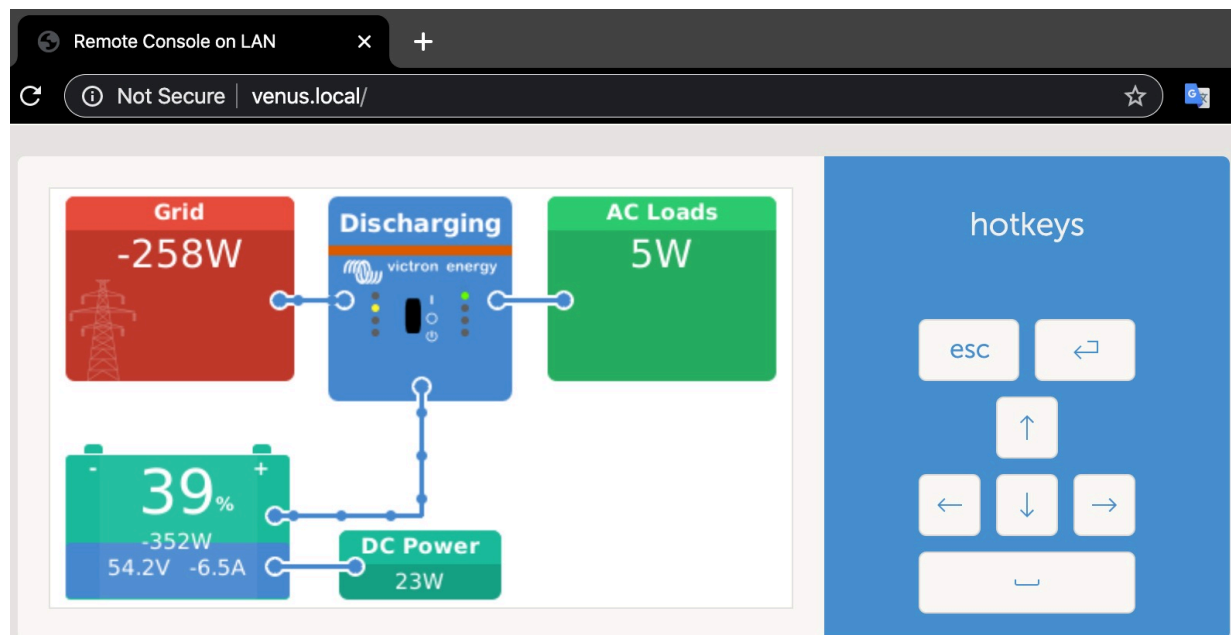 Remote Console on LAN
Not Secure venus.local/
Grid
-258W
Discharging
victron energy
AC Loads
5W
39%
- +
-352W
54.2V -6.5A
DC Power
23W
hotkeys
esc